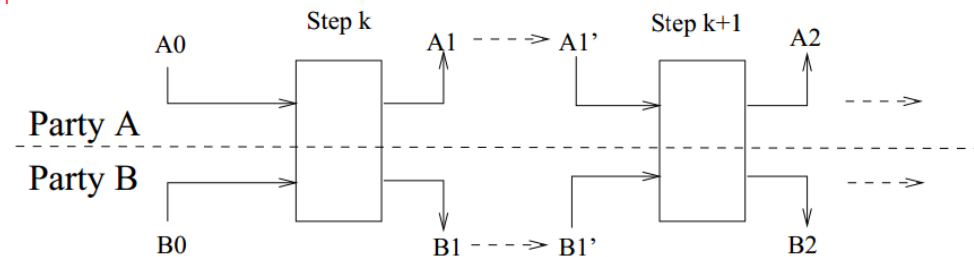 Step k
Step k+1
A0
A1
A1’
A2
Party A
Party B
B0
B1
B1’
B2